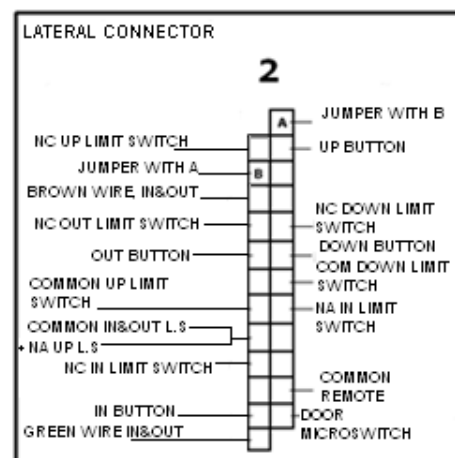 LATERAL CONNECTOR
2
A
JUMPER WITH B
NC UP LIMIT SWITCH
UP BUTTON
JUMPER WITH A
B
BROWN WIRE, IN&OUT
NC OUT LIMIT SWITCH
NC DOWN LIMIT
SWITCH
OUT BUTTON
DOWN BUTTON
COM DOWN LIMIT
SWITCH
COMMON UP LIMIT
SWITCH
NA IN LIMIT
SWITCH
COMMON IN&OUT L.S
+ NA UP L.S
NC IN LIMIT SWITCH
COMMON
REMOTE
IN BUTTON
DOOR
MICROSWITCH
GREEN WIRE IN&OUT